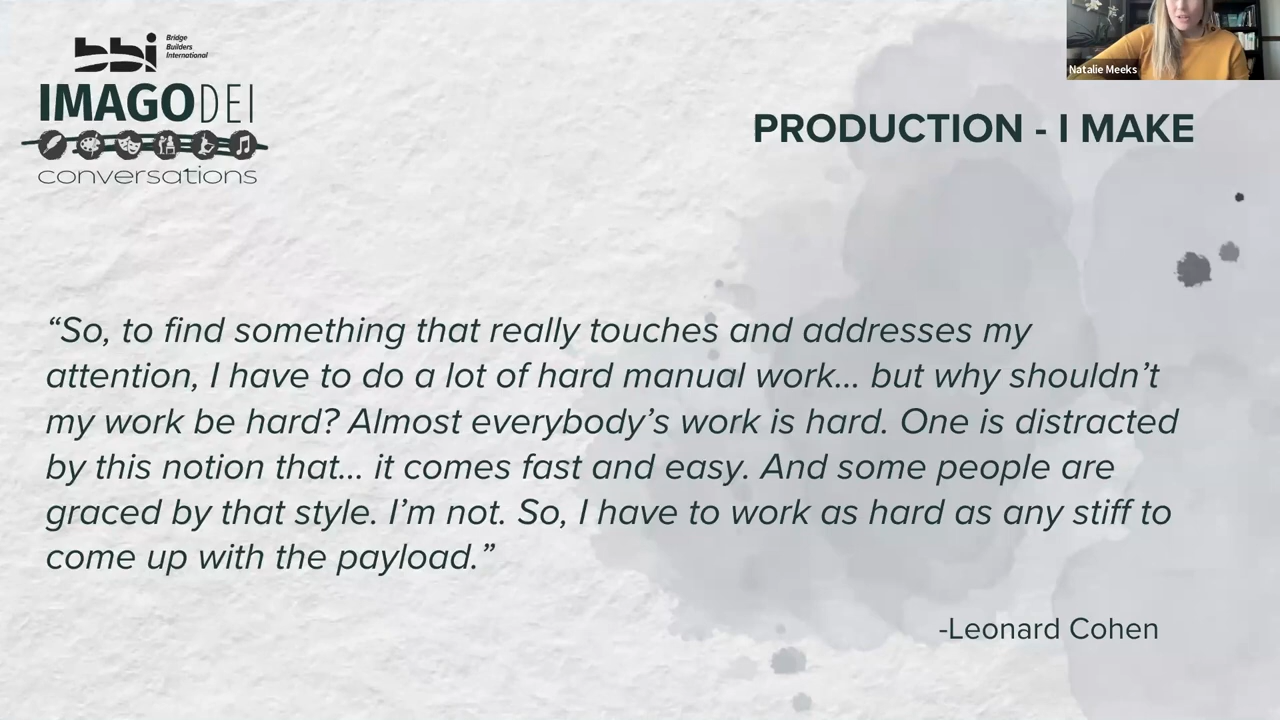 bbi
Bridge
Builders
International
IMAGODEI
conversations
Natalie Meeks
PRODUCTION - I MAKE
“So, to find something that really touches and addresses my
attention, I have to do a lot of hard manual work... but why shouldn’t
my work be hard? Almost everybody’s work is hard. One is distracted
by this notion that... it comes fast and easy. And some people are
graced by that style. I’m not. So, I have to work as hard as any stiff to
come up with the payload.”
-Leonard Cohen